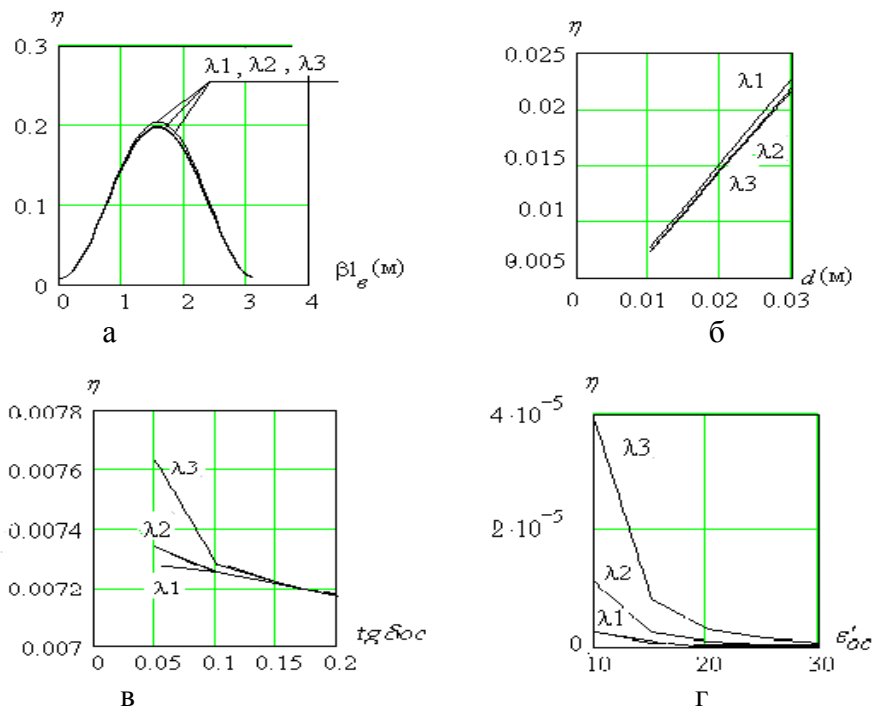 η
0.3
λ1 , λ2 , λ3
0.2
0.1
0
βl_в (м)
0 1 2 3 4
а
η
0.025
λ1
0.02
0.015
λ2
λ3
0.01
0.005
0 0.01 0.02 0.03
d (м)
б
η
0.0078
0.0076
λ3
0.0074
λ2
0.0072
λ1
0.007
tg δос
0 0.05 0.1 0.15 0.2
в
η
4·10⁻⁵
λ3
2·10⁻⁵
λ2
λ1
0
ε'ос
10 20 30
г